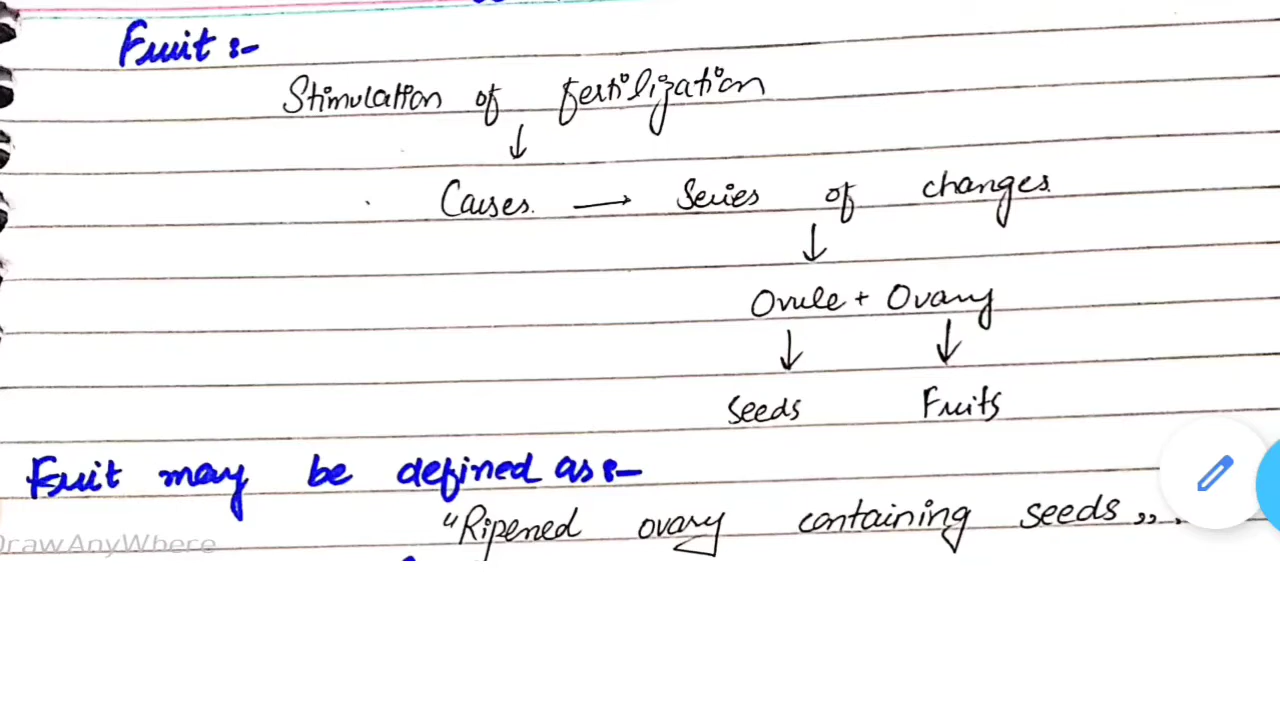 Fruit :-
Stimulation of fertilization
↓
Causes. → Series of changes.
↓
Ovule + Ovary
↓ ↓
Seeds Fruits
Fruit may be defined as:-
"Ripened ovary containing seeds,, .
DrawAnyWhere